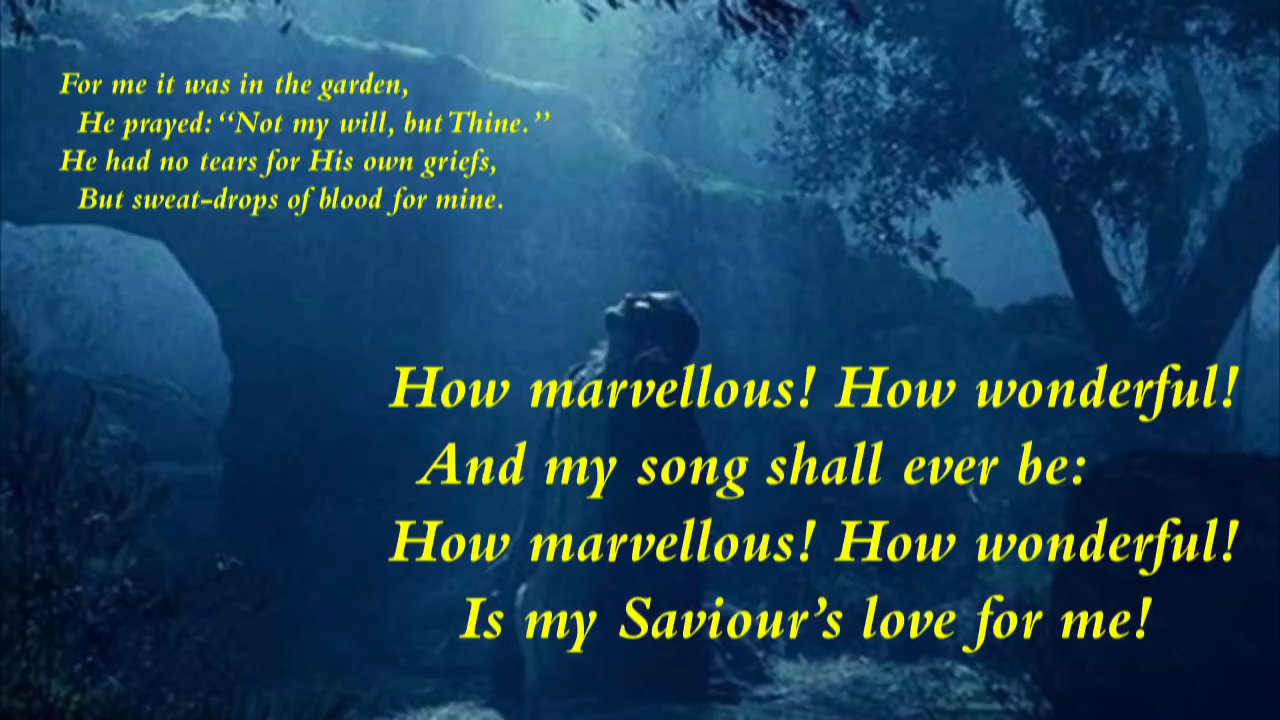 For me it was in the garden,
He prayed: “Not my will, but Thine.”
He had no tears for His own griefs,
But sweat-drops of blood for mine.
How marvellous! How wonderful!
And my song shall ever be:
How marvellous! How wonderful!
Is my Saviour’s love for me!